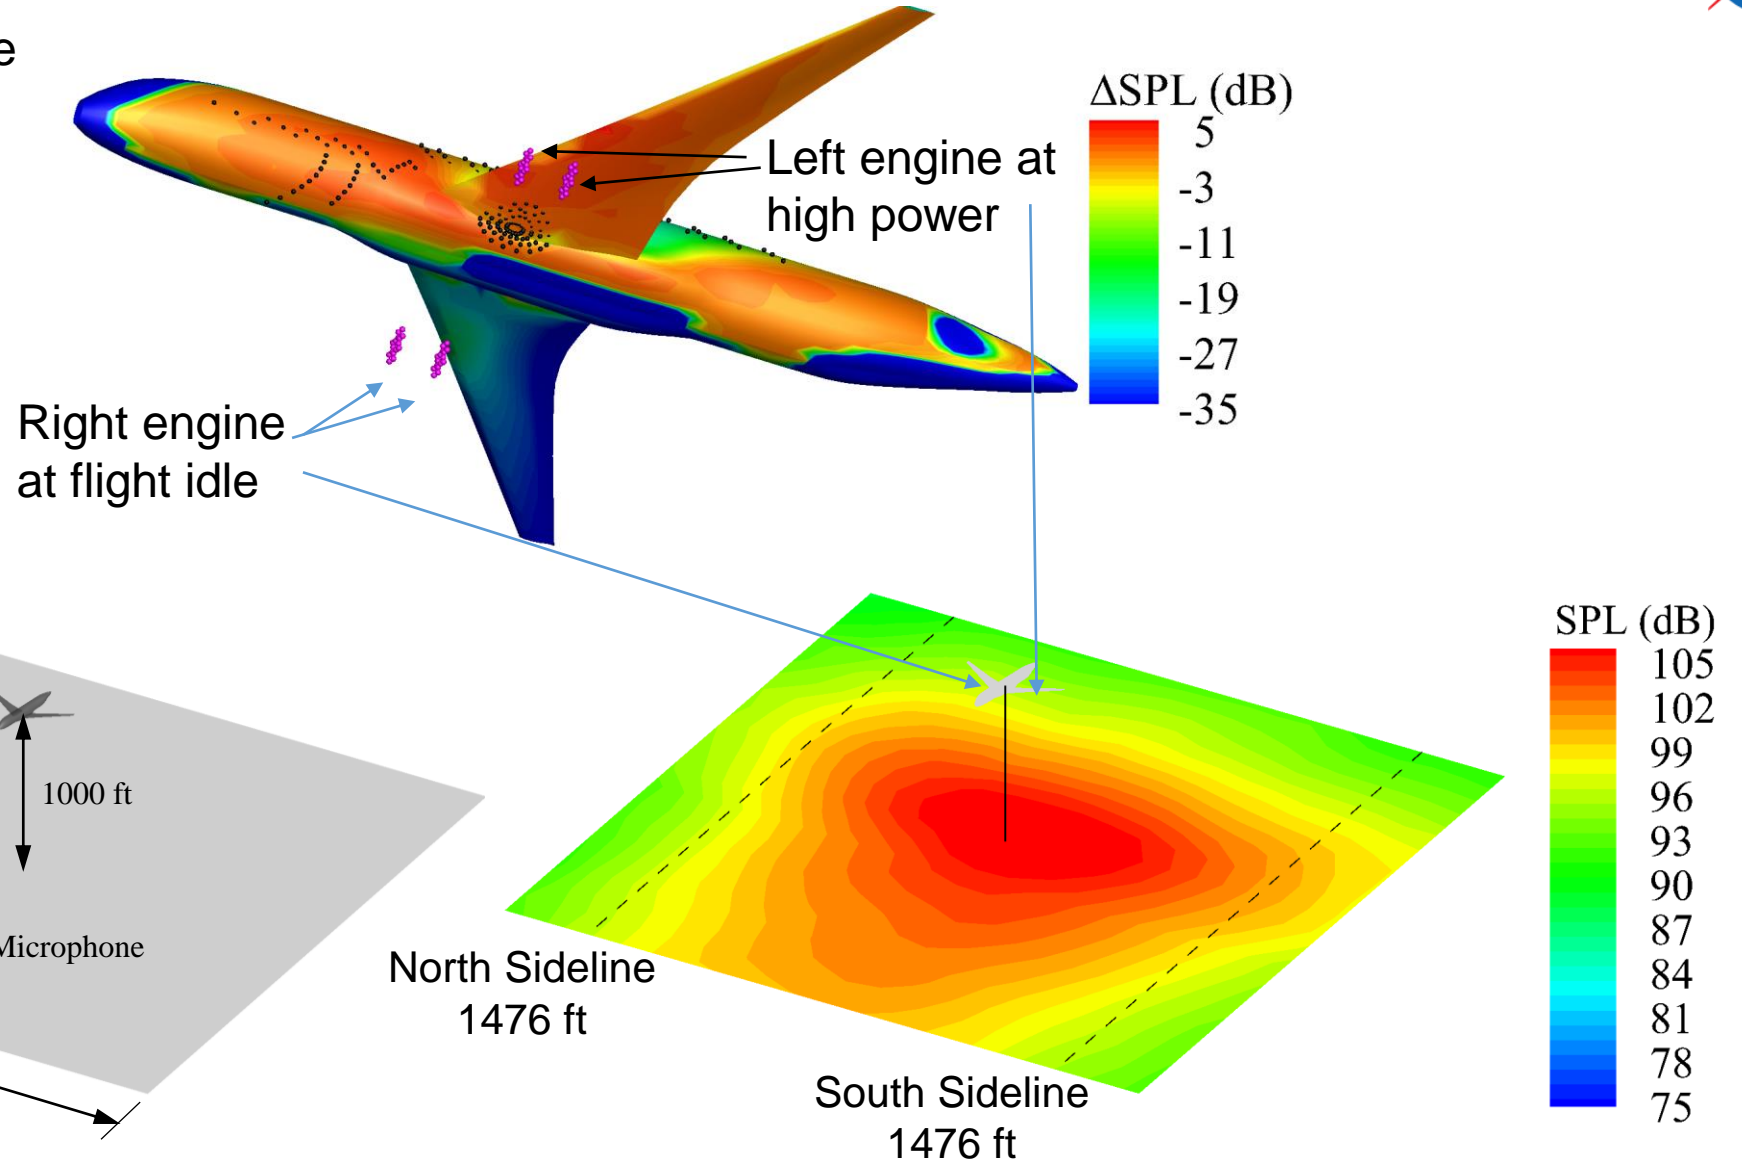 e
ΔSPL (dB)
5
-3
-11
-19
-27
-35
Left engine at
high power
Right engine
at flight idle
1000 ft
Microphone
North Sideline
1476 ft
South Sideline
1476 ft
SPL (dB)
105
102
99
96
93
90
87
84
81
78
75